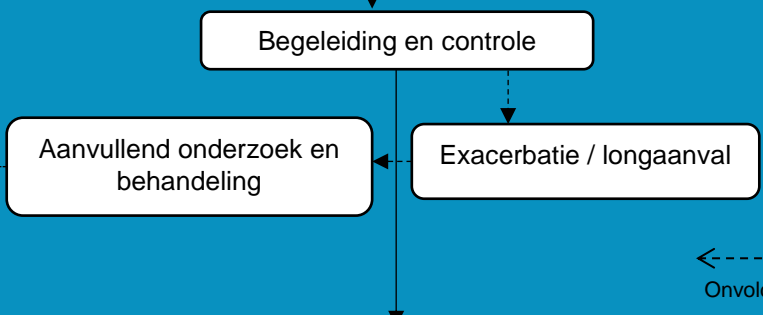 Begeleiding en controle
Aanvullend onderzoek en
behandeling
Exacerbatie / longaanval